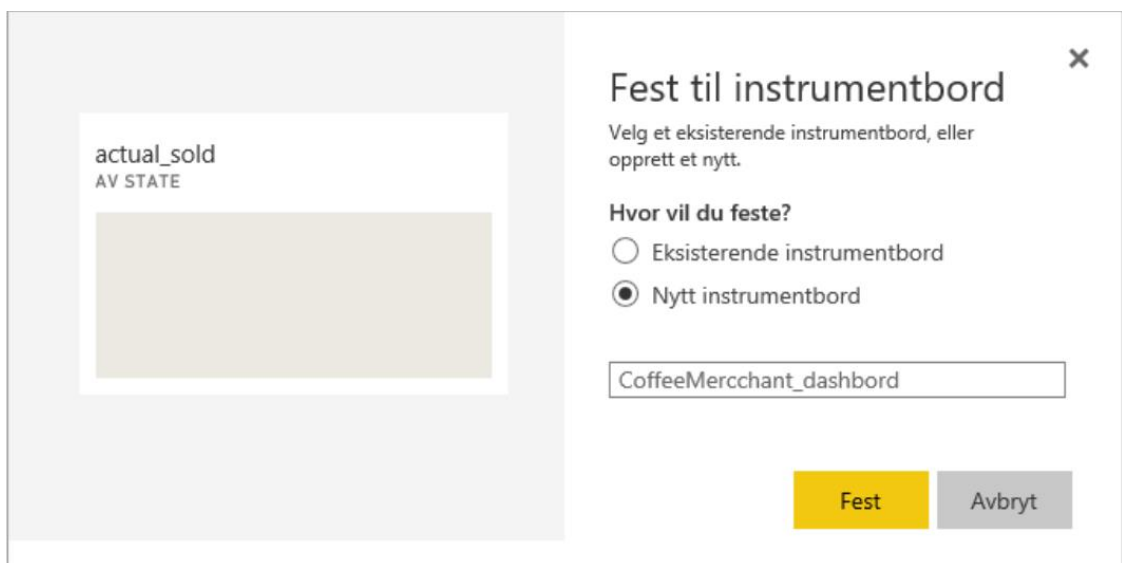 actual_sold
AV STATE
Fest til instrumentbord
Velg et eksisterende instrumentbord, eller
opprett et nytt.
Hvor vil du feste?
Eksisterende instrumentbord
Nytt instrumentbord
CoffeeMercchant_dashbord
Fest
Avbryt